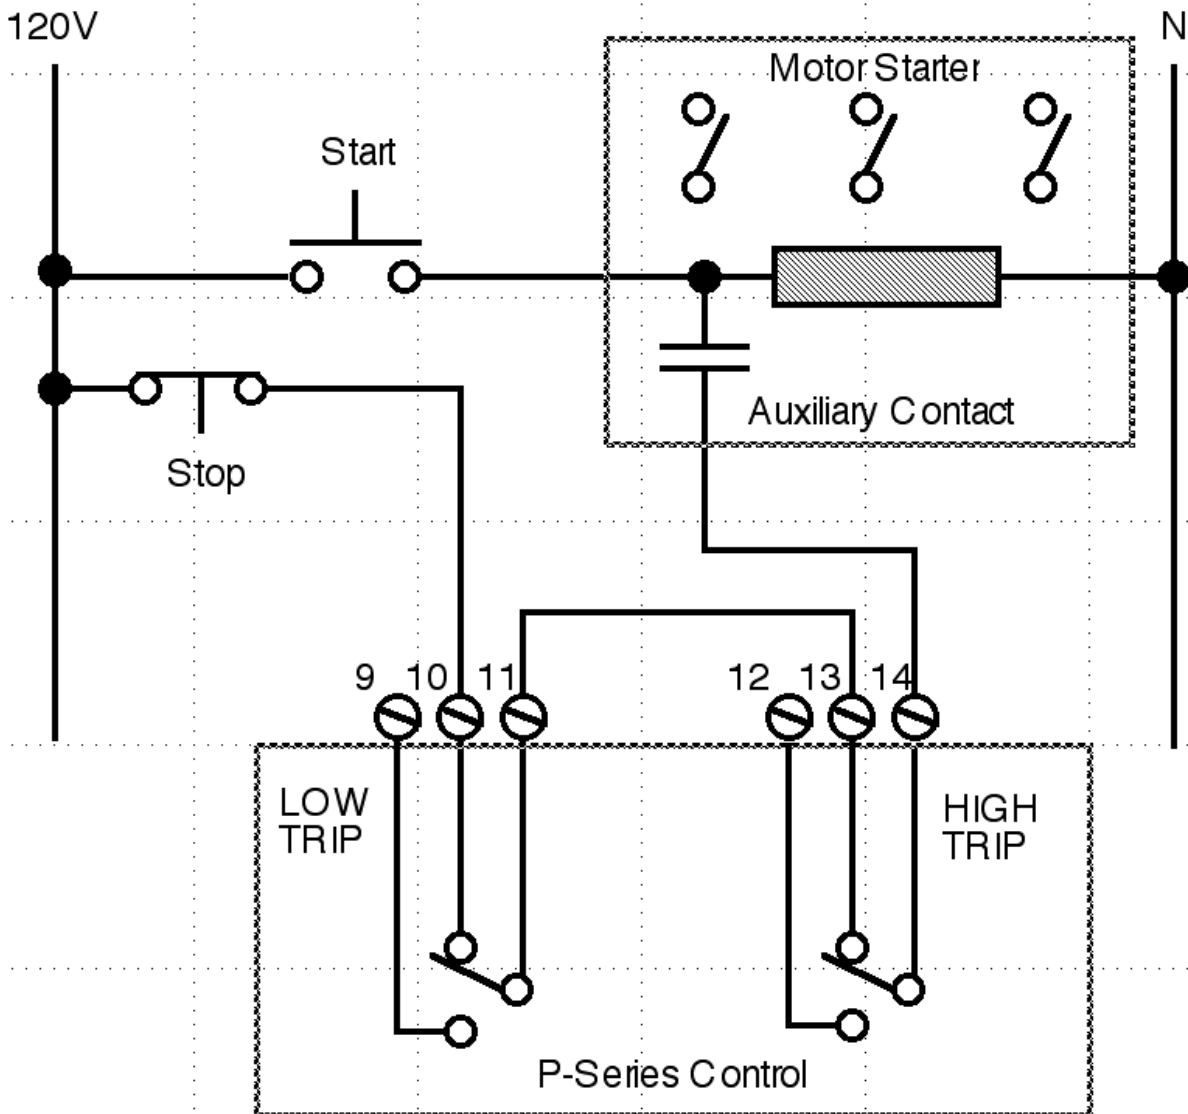 120V
N
Motor Starter
Start
Auxiliary Contact
Stop
9 10 11
12 13 14
LOW
TRIP
HIGH
TRIP
P-Series Control